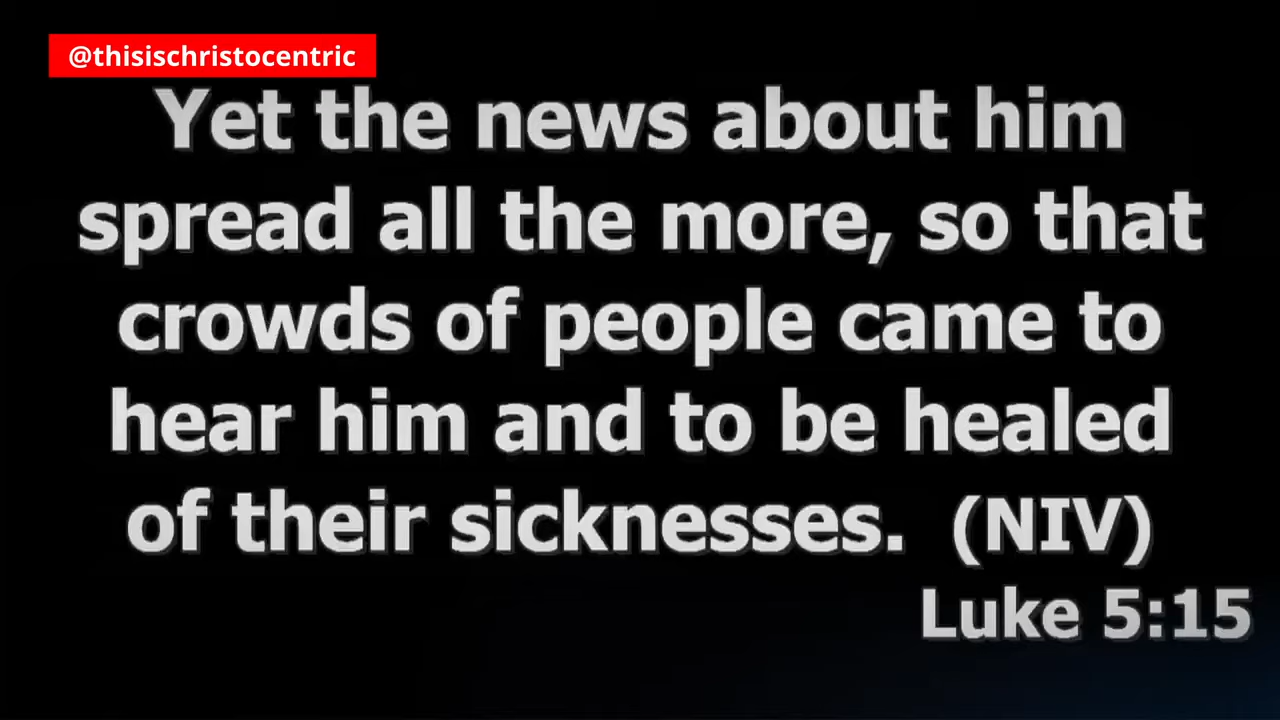 @thisischristocentric
Yet the news about him
spread all the more, so that
crowds of people came to
hear him and to be healed
of their sicknesses. (NIV)
Luke 5:15